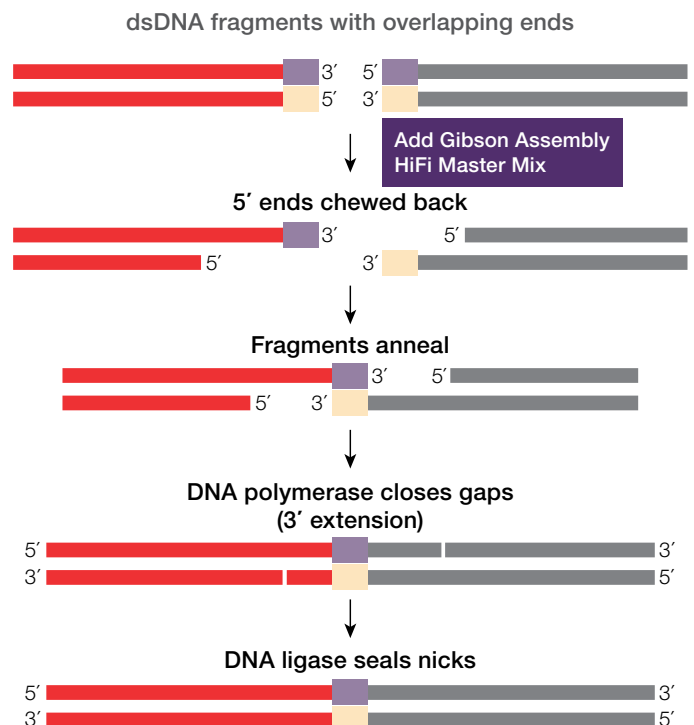 dsDNA fragments with overlapping ends
3′ 5′
5′ 3′
Add Gibson Assembly
HiFi Master Mix
5′ ends chewed back
3′ 5′
5′ 3′
Fragments anneal
3′ 5′
5′ 3′
DNA polymerase closes gaps
(3′ extension)
5′ 3′
3′ 5′
DNA ligase seals nicks
5′ 3′
3′ 5′